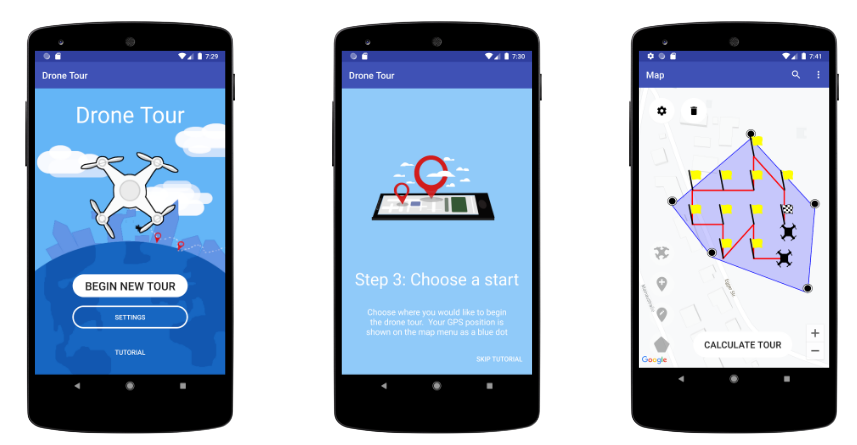 7:29
Drone Tour
Drone Tour
BEGIN NEW TOUR
SETTINGS
TUTORIAL
7:30
Drone Tour
Step 3: Choose a start
Choose where you would like to begin
the drone tour. Your GPS position is
shown on the map menu as a blue dot
SKIP TUTORIAL
7:41
Map
+
CALCULATE TOUR
−
Google